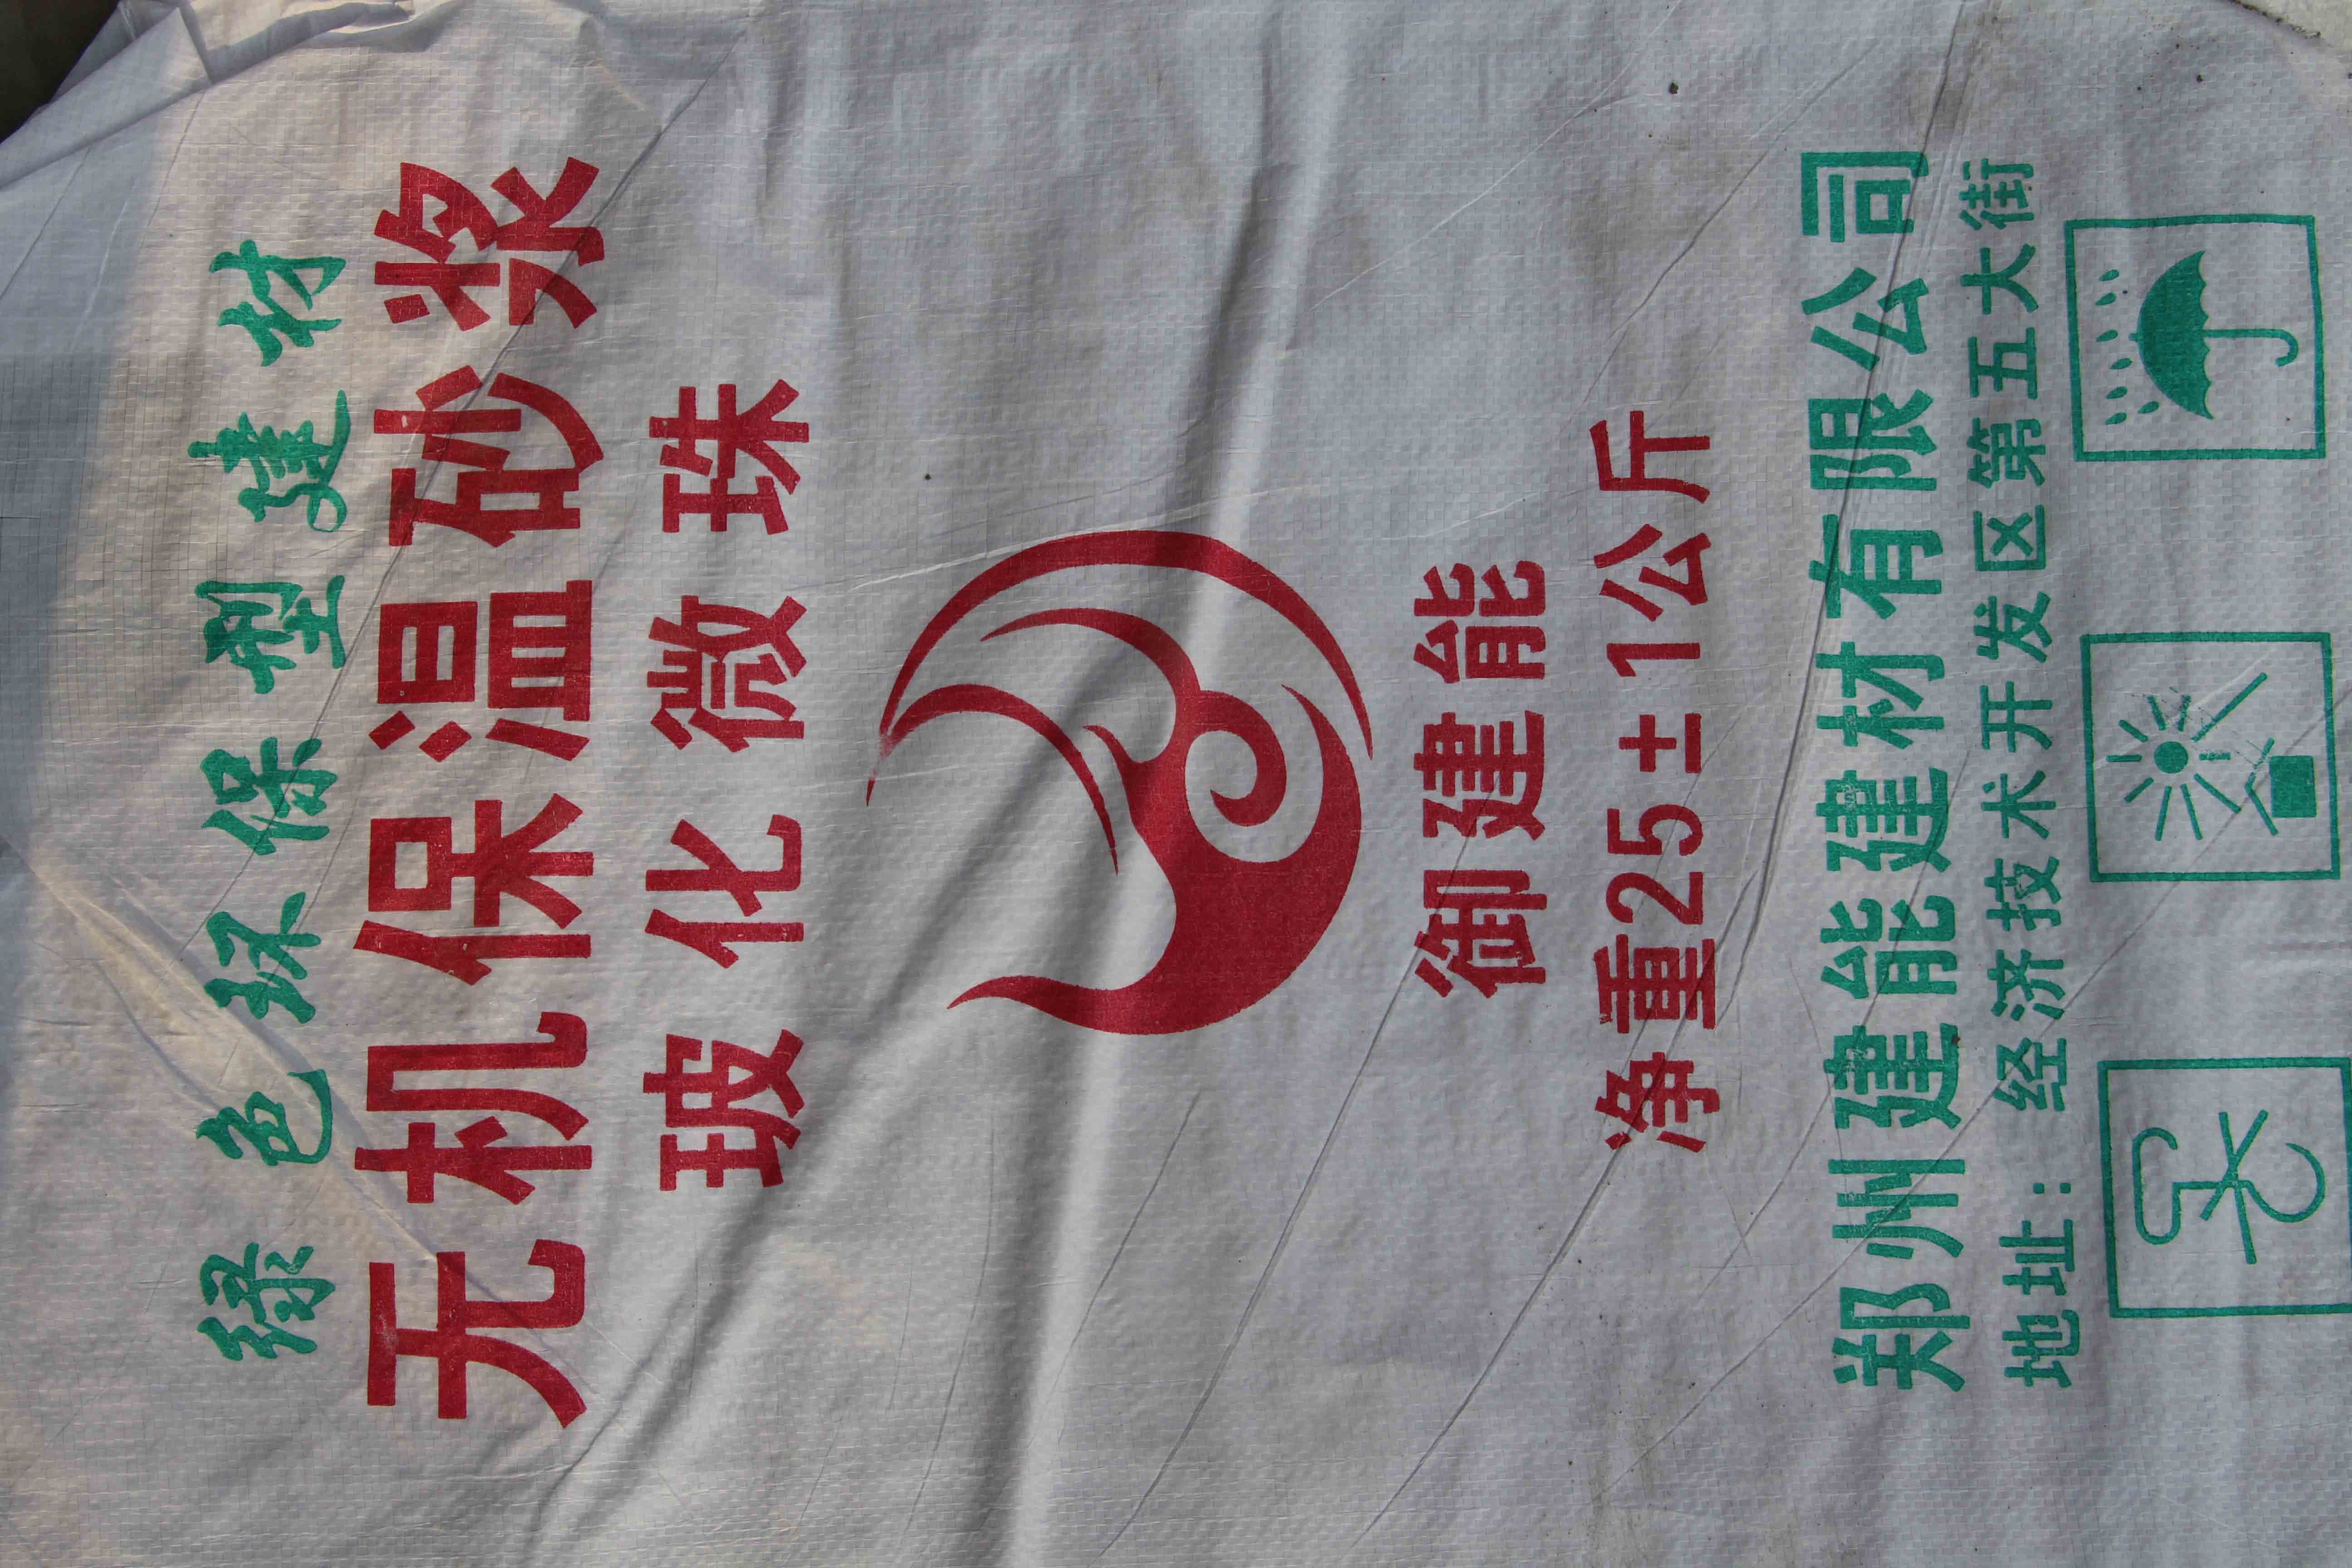 绿色环保型建材
无机保温砂浆
玻化微珠
御建能
净重25±1公斤
郑州建能建材有限公司
地址：经济技术开发区第五大街